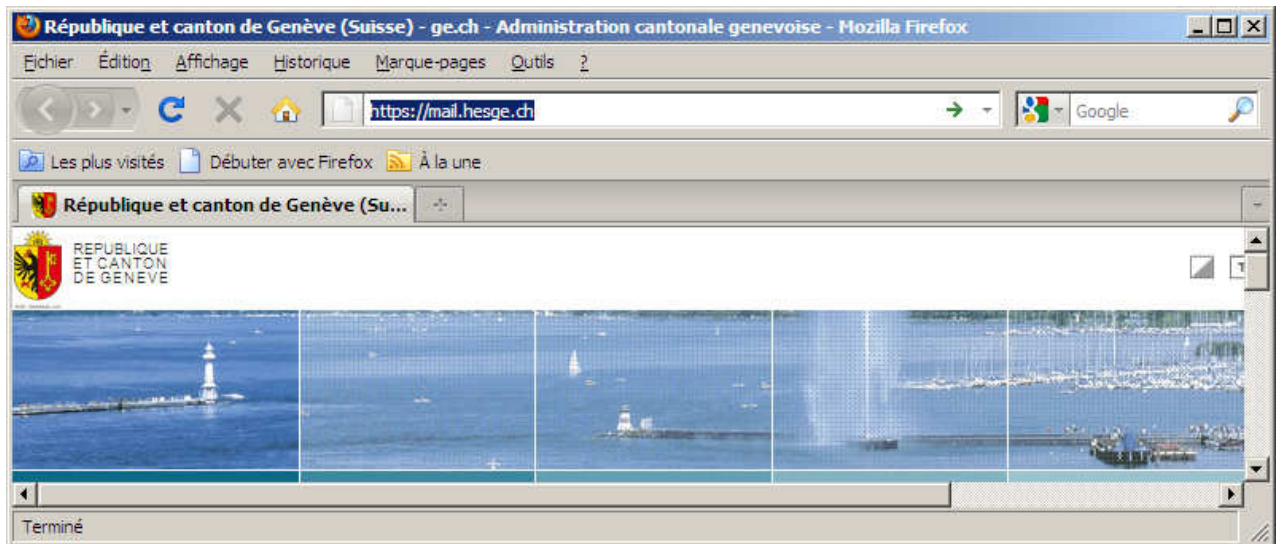 République et canton de Genève (Suisse) - ge.ch - Administration cantonale genevoise - Mozilla Firefox
Fichier Édition Affichage Historique Marque-pages Outils ?
https://mail.hesge.ch Google
Les plus visités Débuter avec Firefox À la une
République et canton de Genève (Su...
REPUBLIQUE
ET CANTON
DE GENEVE
Terminé